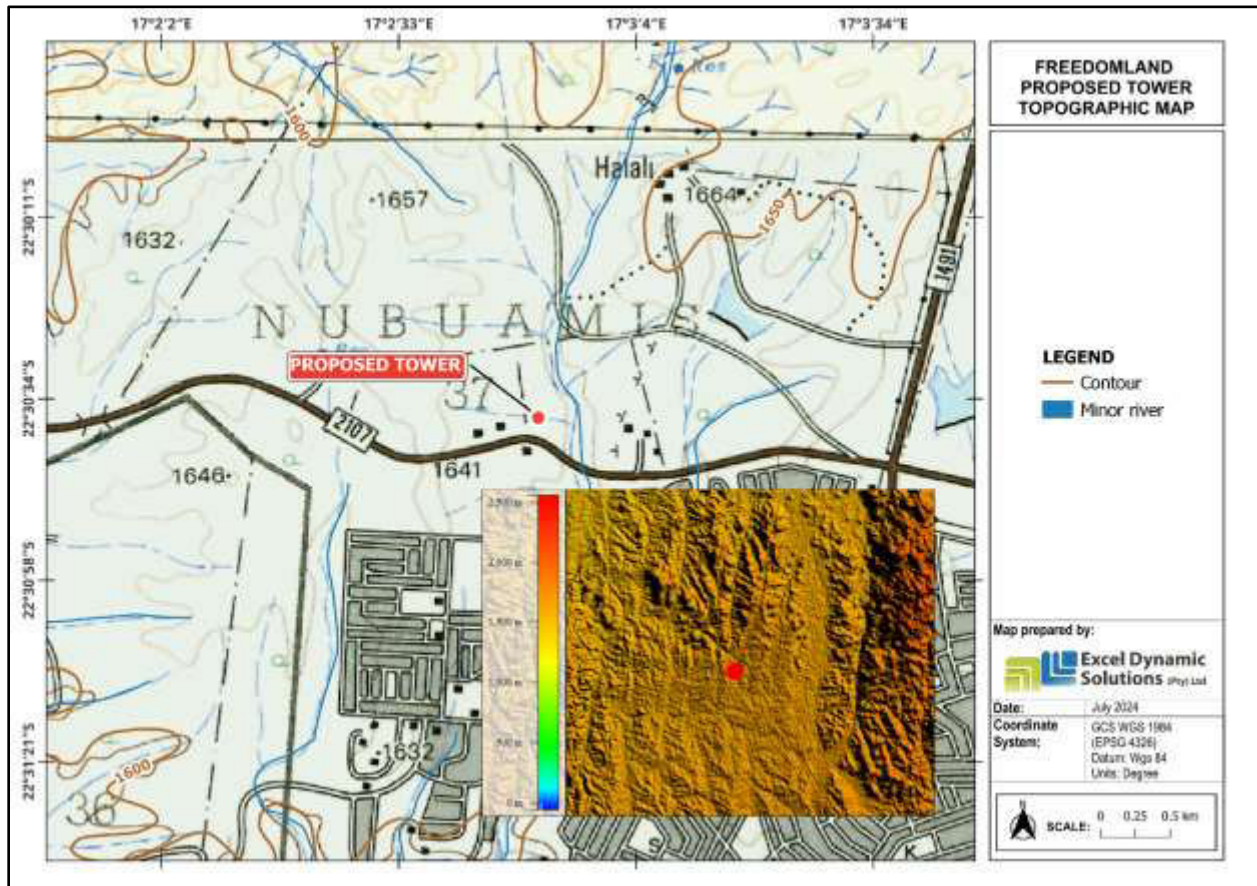 17°2'2"E 17°2'33"E 17°3'4"E 17°3'34"E
22°30'11"S
22°30'34"S
22°30'58"S
22°31'21"S
Res
1600
Halali
1657
1664
1650
1632
1491
NUBUAMIS
PROPOSED TOWER
37
2107
1641
1646
1632
1600
36
K
S
0 m
FREEDOMLAND
PROPOSED TOWER
TOPOGRAPHIC MAP
LEGEND
Contour
Minor river
Map prepared by:
Excel Dynamic
Solutions (Pty) Ltd
Date: July 2024
Coordinate System: GCS WGS 1984
(EPSG 4326)
Datum: Wgs 84
Units: Degree
N
SCALE: 0 0.25 0.5 km